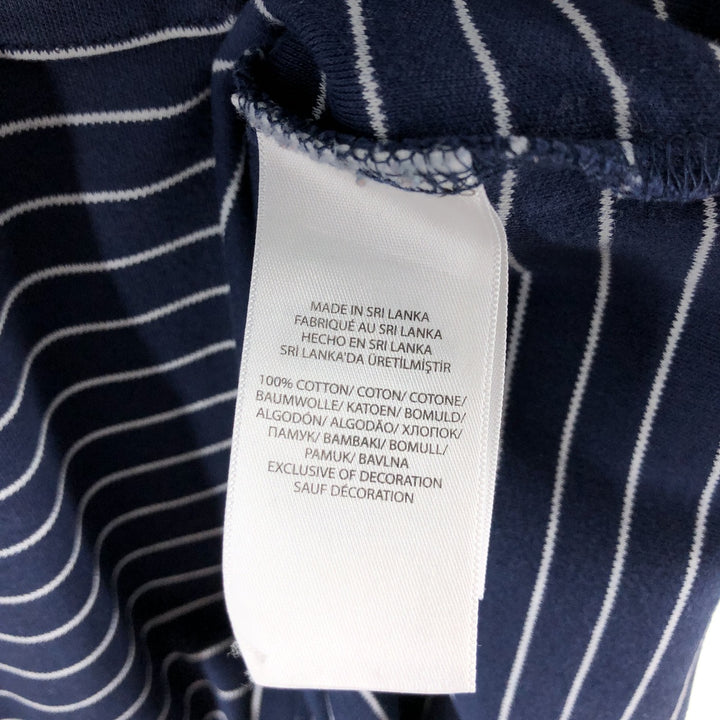 MADE IN SRI LANKA
FABRIQUÉ AU SRI LANKA
HECHO EN SRI LANKA
SRİ LANKA'DA ÜRETİLMİŞTİR
100% COTTON/ COTON/ COTONE/
BAUMWOLLE/ KATOEN/ BOMULD/
ALGODÓN/ ALGODÃO/ ХЛОПОК/
ПАМУК/ BAMBAKI/ BOMULL/
PAMUK/ BAVLNA
EXCLUSIVE OF DECORATION
SAUF DÉCORATION